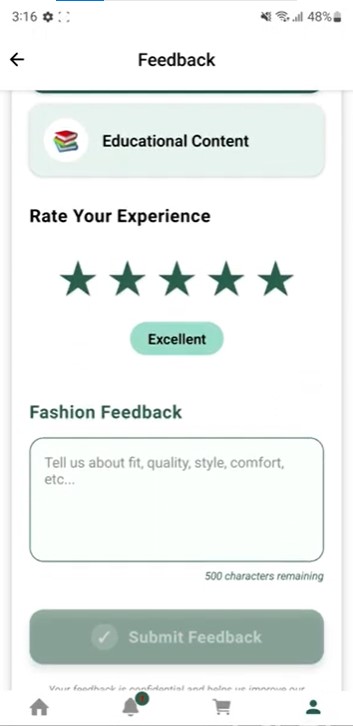 3:16 48%
Feedback
Educational Content
Rate Your Experience
Excellent
Fashion Feedback
Tell us about fit, quality, style, comfort,
etc...
500 characters remaining
Submit Feedback
Your feedback is confidential and helps us improve our